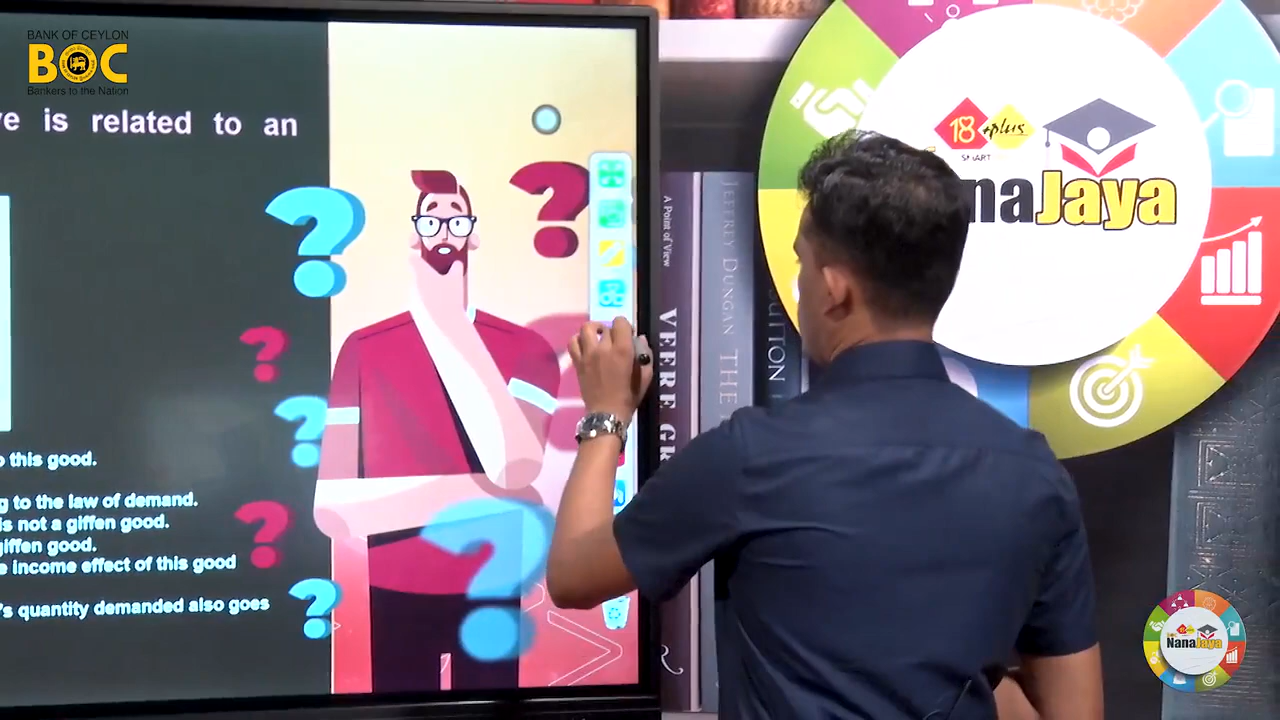 BANK OF CEYLON
BOC
Bankers to the Nation
is related to an
this good.
g to the law of demand.
is not a giffen good.
giffen good.
income effect of this good
's quantity demanded also goes
18 +plus
SMART
naJaya
A Point of View
VEERE GR
JEFFREY DUNGAN THE
UTTON
NanaJaya